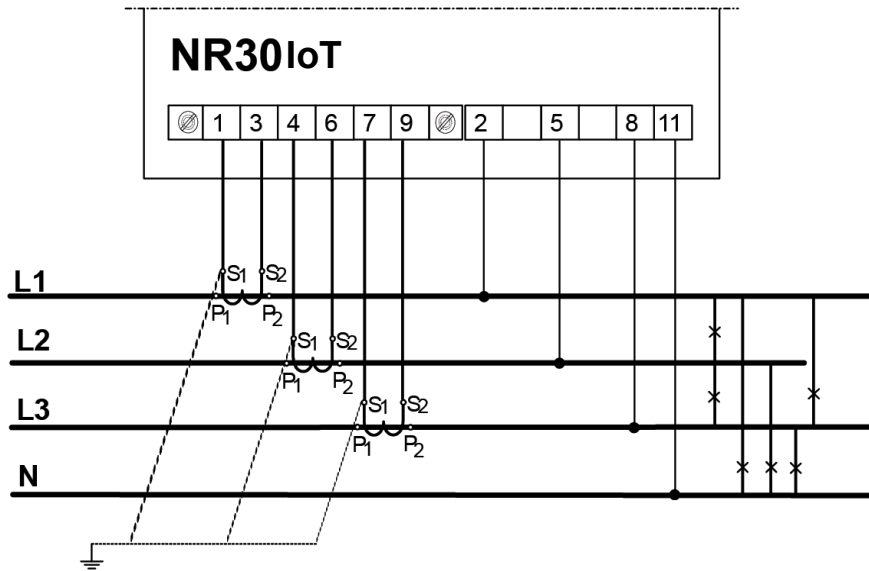 NR30IoT
1 3 4 6 7 9 2 5 8 11
S1 S2
L1
P1 P2
S1 S2
L2
P1 P2
S1 S2
L3
P1 P2
N